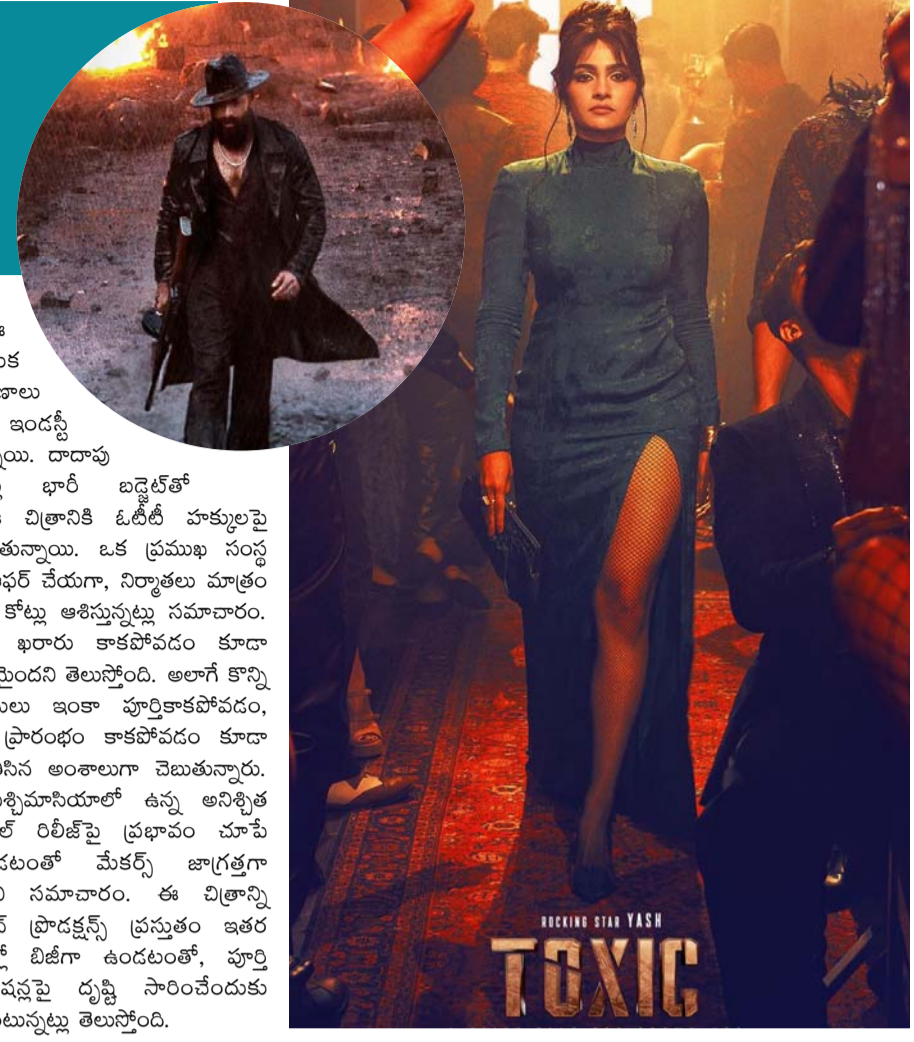 ఇండస్ట్రీ
దాదాపు
భారీ బడ్జెట్‌తో
చిత్రానికి ఓటీటీ హక్కులపై
తున్నాయి. ఒక ప్రముఖ సంస్థ
ఫర్ చేయగా, నిర్మాతలు మాత్రం
కోట్లు ఆశిస్తున్నట్లు సమాచారం.
ఖరారు కాకపోవడం కూడా
మైందని తెలుస్తోంది. అలాగే కొన్ని
లు ఇంకా పూర్తికాకపోవడం,
ప్రారంభం కాకపోవడం కూడా
సిన అంశాలుగా చెబుతున్నారు.
శ్చిమాసియాలో ఉన్న అనిశ్చిత
ల్ రిలీజ్‌పై ప్రభావం చూపే
డటంతో మేకర్స్ జాగ్రత్తగా
సమాచారం. ఈ చిత్రాన్ని
ప్రొడక్షన్స్ ప్రస్తుతం ఇతర
బిజీగా ఉండటంతో, పూర్తి
షన్లపై దృష్టి సారించేందుకు
టున్నట్లు తెలుస్తోంది.
ROCKING STAR YASH
TOXIC